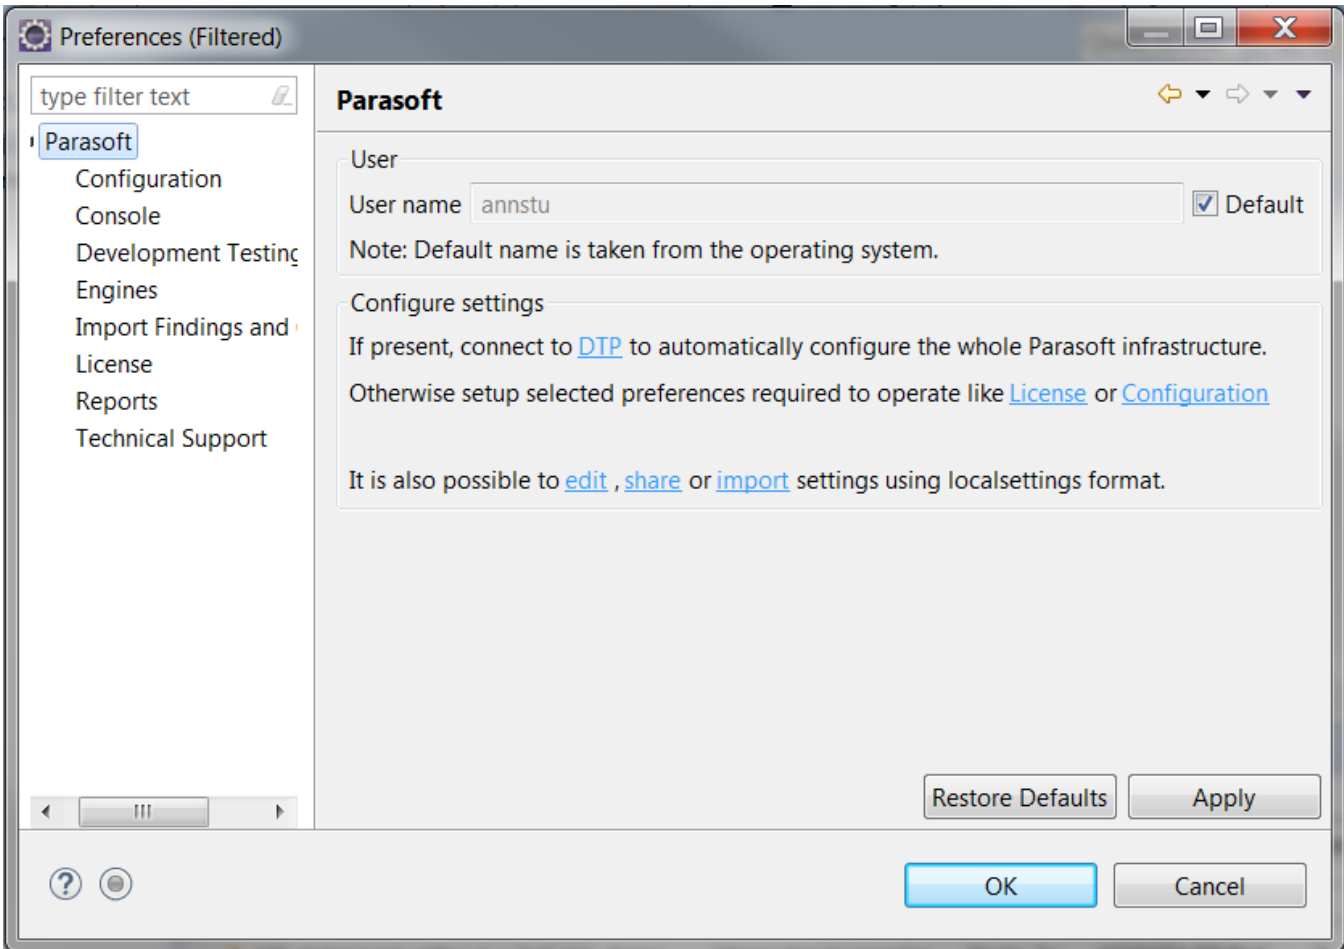 Preferences (Filtered)
type filter text
Parasoft
Configuration
Console
Development Testing
Engines
Import Findings and
License
Reports
Technical Support
Parasoft
User
User name annstu Default
Note: Default name is taken from the operating system.
Configure settings
If present, connect to DTP to automatically configure the whole Parasoft infrastructure.
Otherwise setup selected preferences required to operate like License or Configuration
It is also possible to edit , share or import settings using localsettings format.
Restore Defaults Apply
OK Cancel